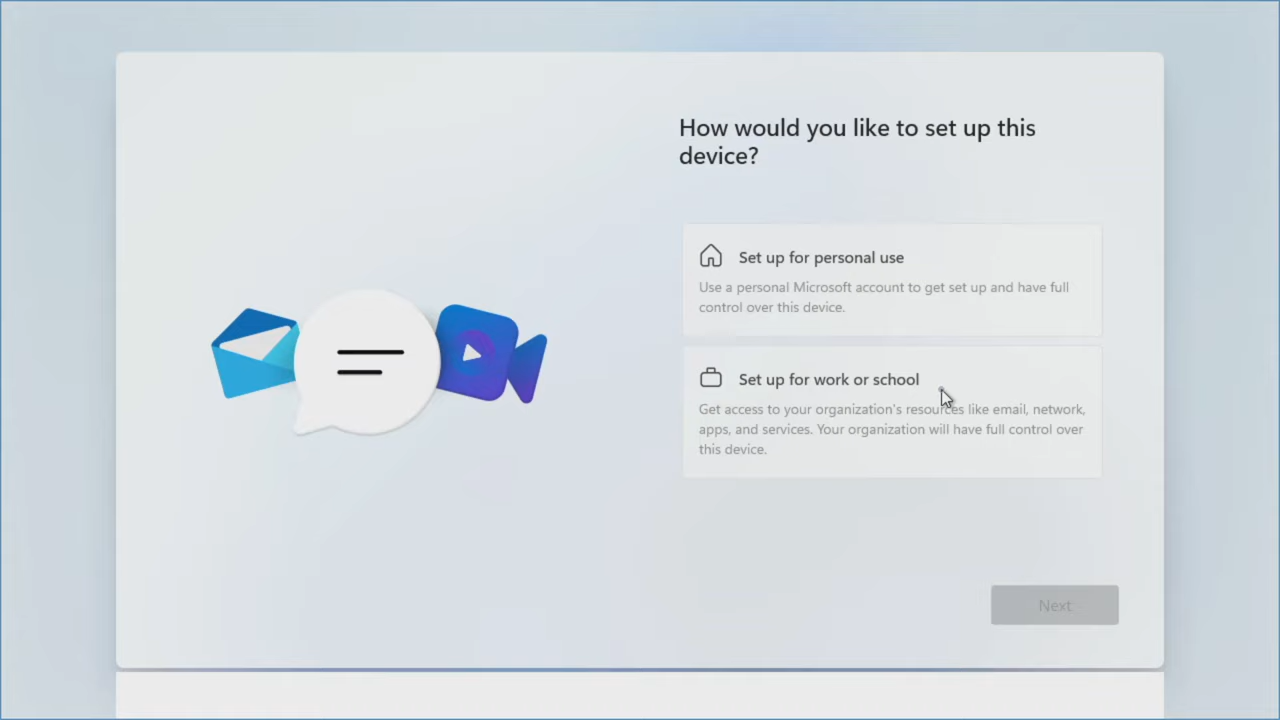 How would you like to set up this
device?
Set up for personal use
Use a personal Microsoft account to get set up and have full
control over this device.
Set up for work or school
Get access to your organization's resources like email, network,
apps, and services. Your organization will have full control over
this device.
Next